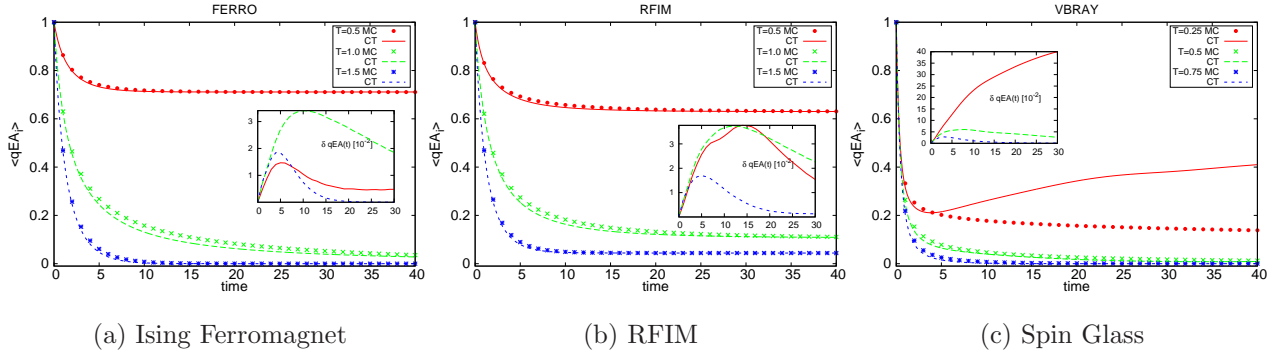 FERRO
<qEA_i>
1
0.8
0.6
0.4
0.2
0
T=0.5 MC
CT
T=1.0 MC
CT
T=1.5 MC
CT
3
2
1
0
δ qEA(t) [10^-2]
0 5 10 15 20 25 30
0 5 10 15 20 25 30 35 40
time
(a) Ising Ferromagnet
RFIM
<qEA_i>
1
0.8
0.6
0.4
0.2
0
T=0.5 MC
CT
T=1.0 MC
CT
T=1.5 MC
CT
3
2
1
δ qEA(t) [10^-2]
0 5 10 15 20 25 30
0 5 10 15 20 25 30 35 40
time
(b) RFIM
VBRAY
<qEA_i>
1
0.8
0.6
0.4
0.2
0
T=0.25 MC
CT
T=0.5 MC
CT
T=0.75 MC
CT
40
35
30
25
20
15
10
5
0
δ qEA(t) [10^-2]
0 5 10 15 20 25 30
0 5 10 15 20 25 30 35 40
time
(c) Spin Glass